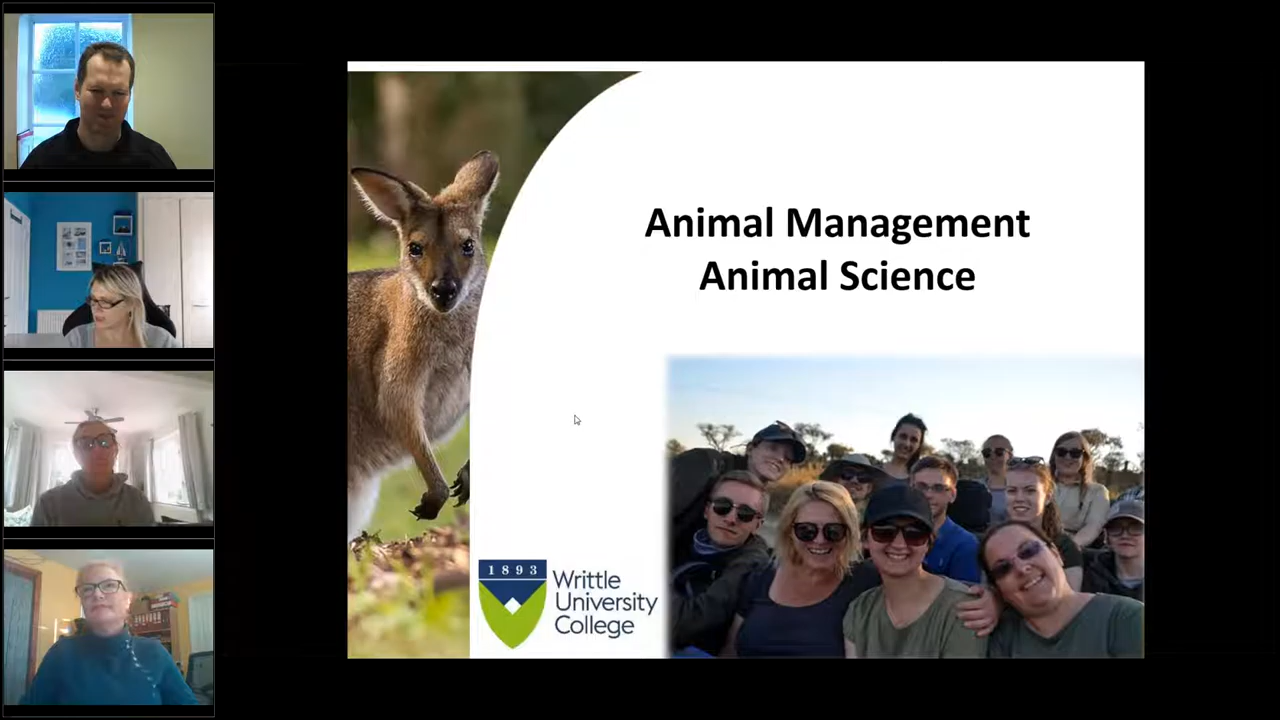 Animal Management
Animal Science
1893
Writtle
University
College